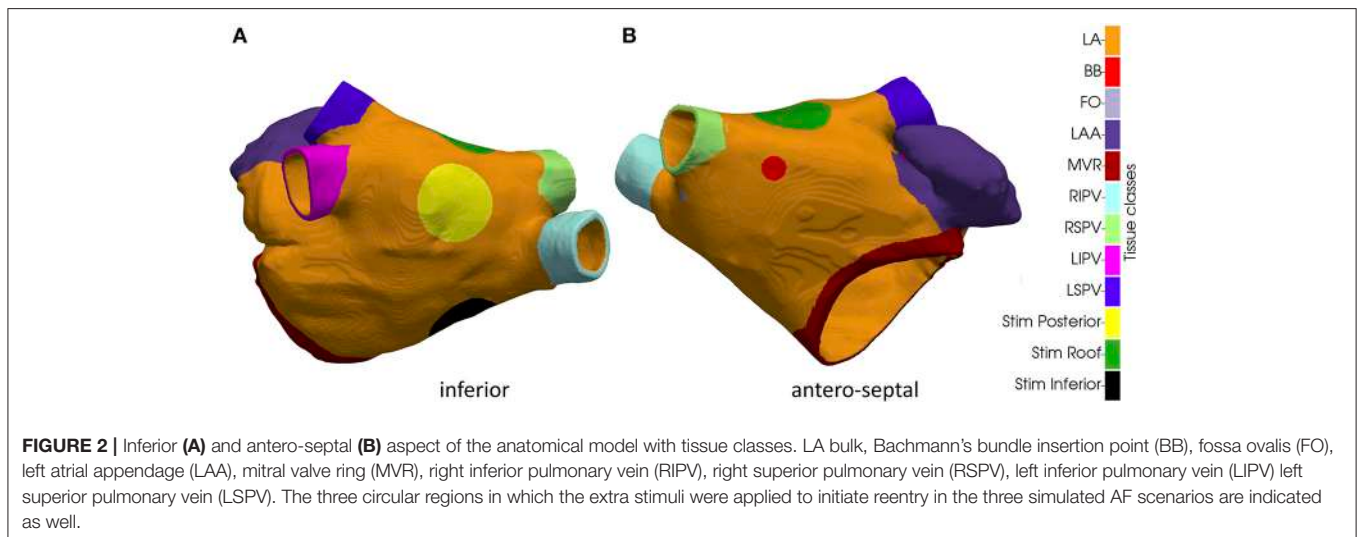 A
B
LA
BB
FO
LAA
MVR
RIPV
RSPV
LIPV
LSPV
Stim Posterior
Stim Roof
Stim Inferior
Tissue classes
inferior
antero-septal
FIGURE 2 | Inferior (A) and antero-septal (B) aspect of the anatomical model with tissue classes. LA bulk, Bachmann's bundle insertion point (BB), fossa ovalis (FO),
left atrial appendage (LAA), mitral valve ring (MVR), right inferior pulmonary vein (RIPV), right superior pulmonary vein (RSPV), left inferior pulmonary vein (LIPV) left
superior pulmonary vein (LSPV). The three circular regions in which the extra stimuli were applied to initiate reentry in the three simulated AF scenarios are indicated
as well.